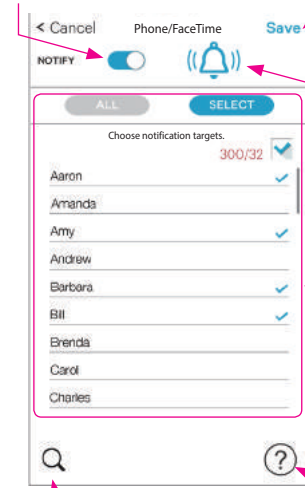 < Cancel Phone/FaceTime Save
NOTIFY
ALL SELECT
Choose notification targets.
300/32
Aaron
Amanda
Amy
Andrew
Barbara
Bill
Brenda
Carol
Charles
?